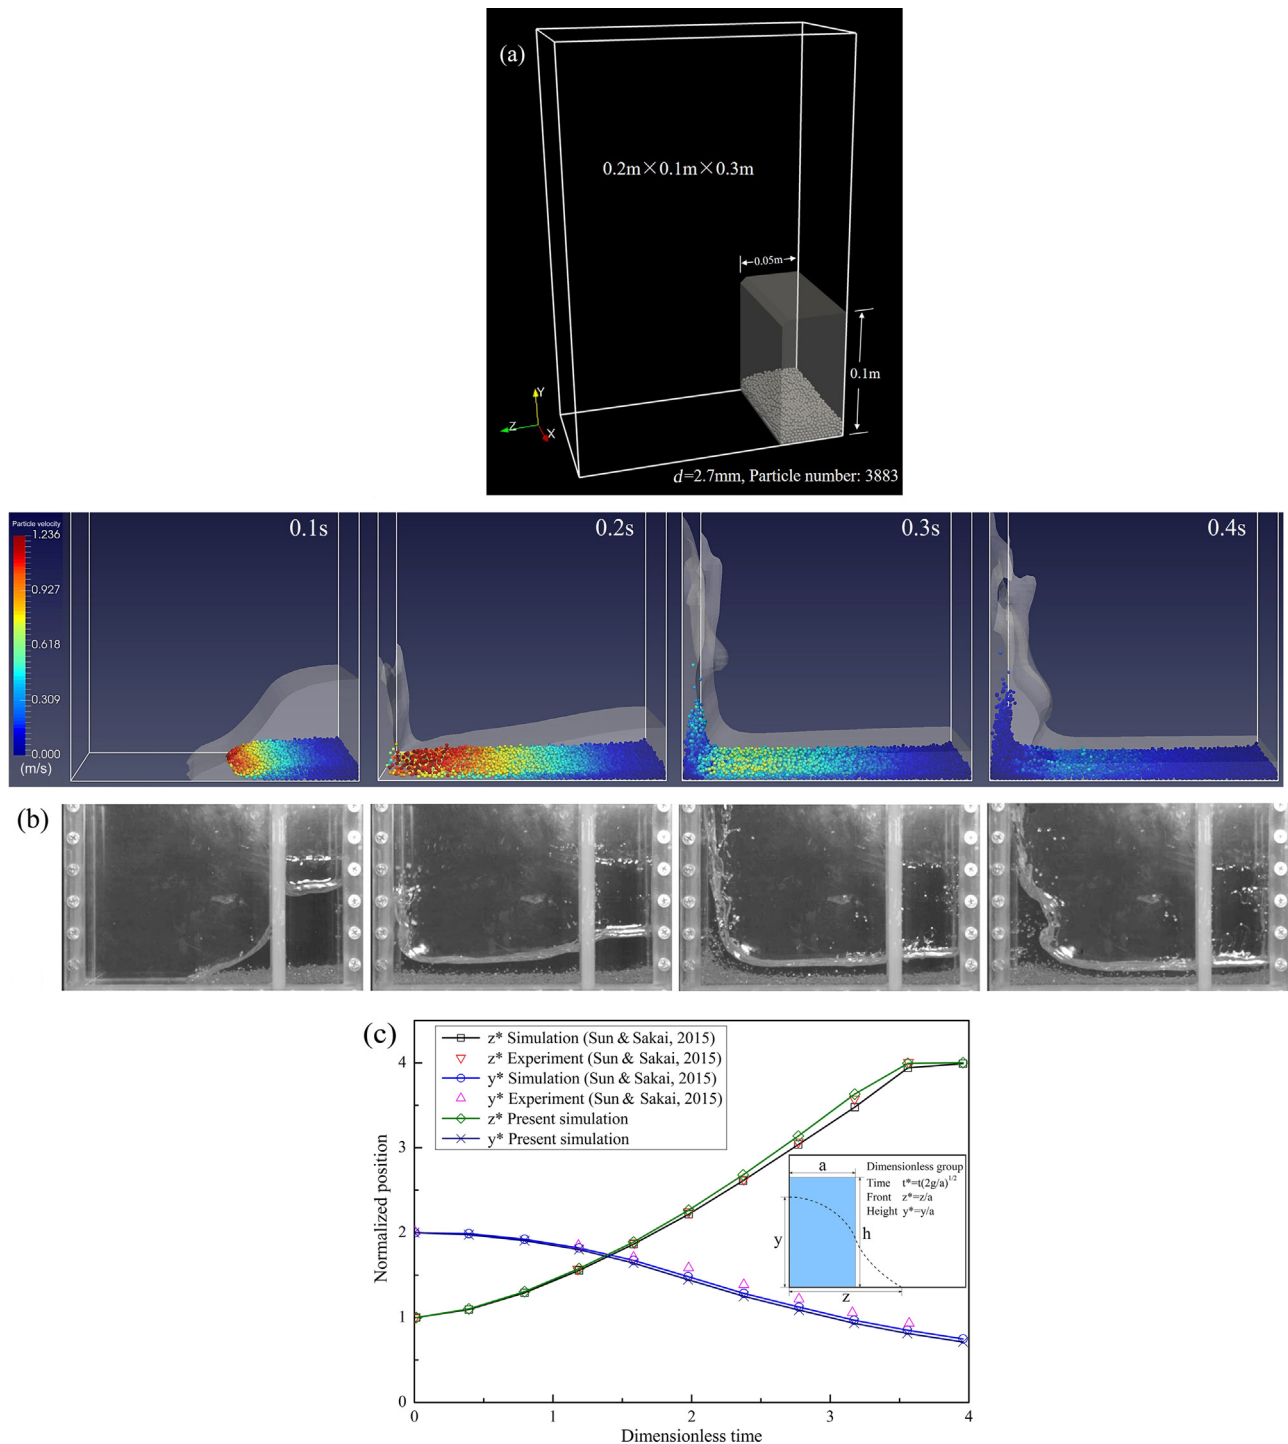 (a)
0.2m×0.1m×0.3m
0.05m
0.1m
Y
Z
X
d=2.7mm, Particle number: 3883
Particle velocity
1.236
0.927
0.618
0.309
0.000
(m/s)
0.1s
0.2s
0.3s
0.4s
(b)
(c)
z* Simulation (Sun & Sakai, 2015)
z* Experiment (Sun & Sakai, 2015)
y* Simulation (Sun & Sakai, 2015)
y* Experiment (Sun & Sakai, 2015)
z* Present simulation
y* Present simulation
Normalized position
4
3
2
1
0
a
h
y
z
Dimensionless group
Time t*=t(2g/a)^1/2
Front z*=z/a
Height y*=y/a
0 1 2 3 4
Dimensionless time